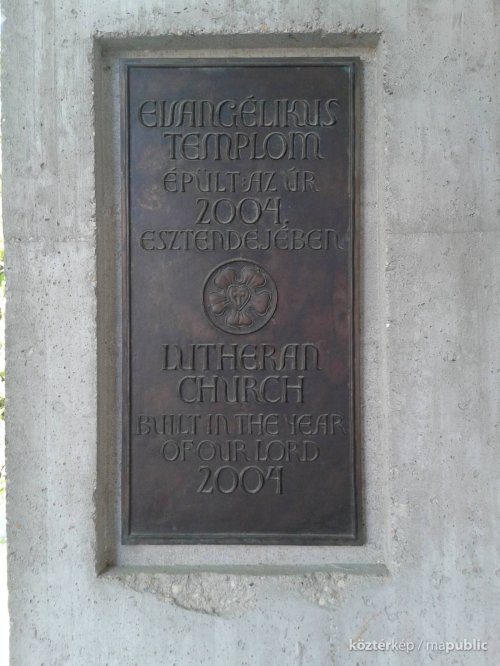 EVANGÉLIKUS
TEMPLOM
ÉPÜLT AZ ÚR
2004.
ESZTENDEJÉBEN
LUTHERAN
CHURCH
BUILT IN THE YEAR
OF OUR LORD
2004
köztérkép / mapublic